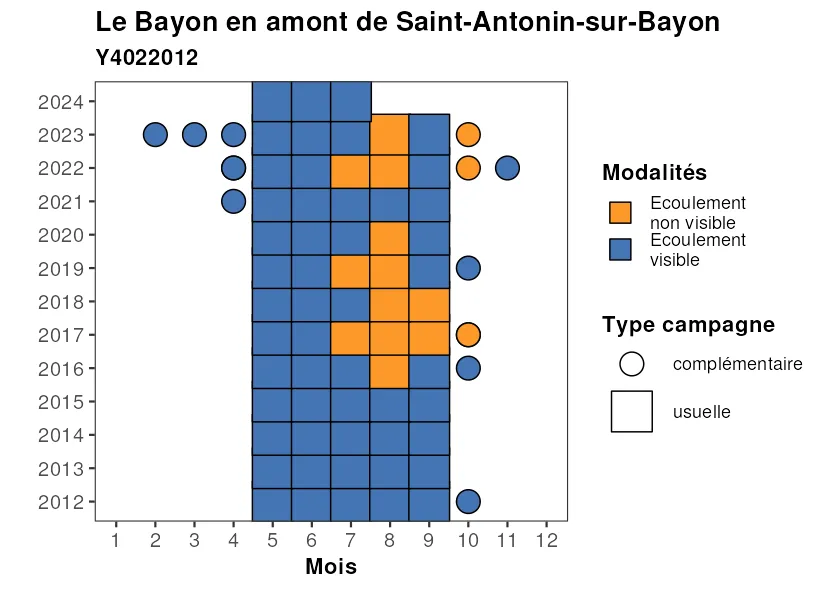 Le Bayon en amont de Saint-Antonin-sur-Bayon
Y4022012
2024
2023
2022
2021
2020
2019
2018
2017
2016
2015
2014
2013
2012
1 2 3 4 5 6 7 8 9 10 11 12
Mois
Modalités
Ecoulement
non visible
Ecoulement
visible
Type campagne
complémentaire
usuelle